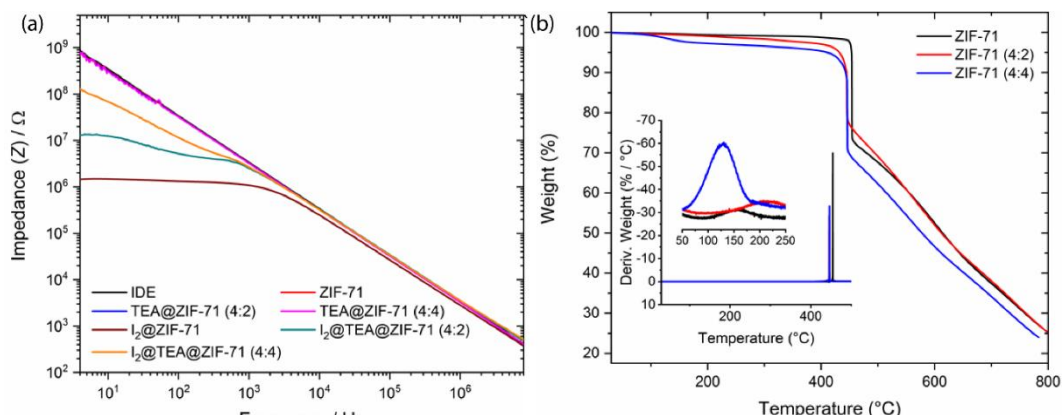 (a)
10⁹
10⁸
10⁷
10⁶
10⁵
10⁴
10³
10²
Impedance (Z) / Ω
IDE
ZIF-71
TEA@ZIF-71 (4:2)
TEA@ZIF-71 (4:4)
I₂@ZIF-71
I₂@TEA@ZIF-71 (4:2)
I₂@TEA@ZIF-71 (4:4)
10¹ 10² 10³ 10⁴ 10⁵ 10⁶
(b)
100
90
80
70
60
50
40
30
Weight (%)
ZIF-71
ZIF-71 (4:2)
ZIF-71 (4:4)
-70
-60
-50
-40
-30
-20
-10
0
10
Deriv. Weight (% / °C)
50 100 150 200 250
200 400
Temperature (°C)
200 400 600 800
Temperature (°C)